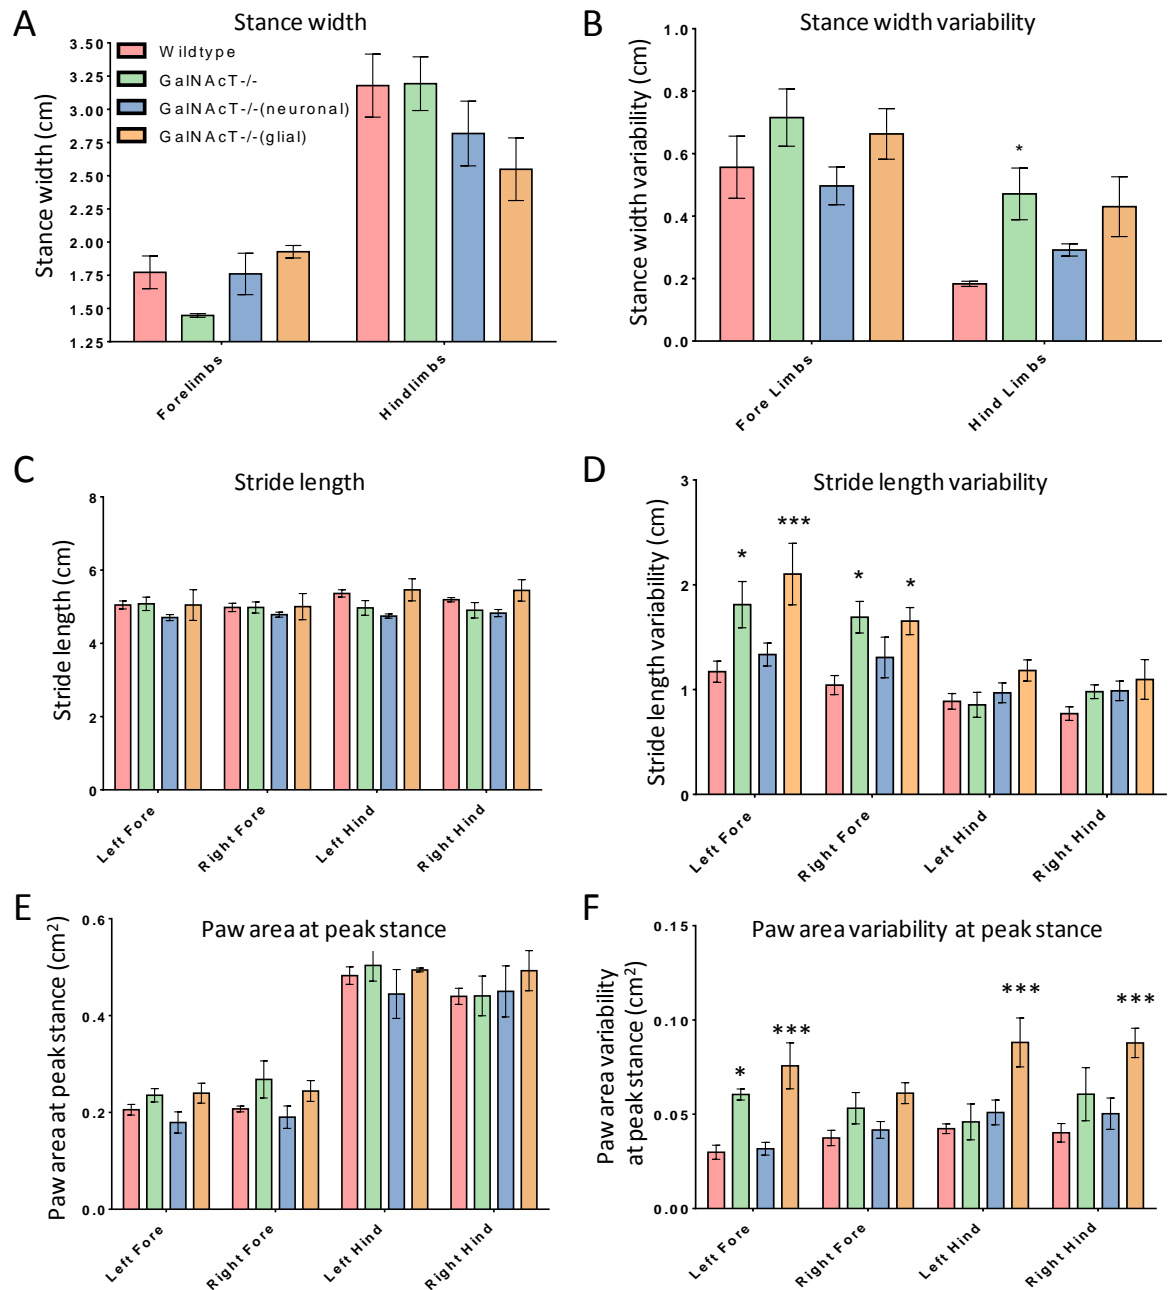 A
Stance width
Stance width (cm)
3.50
3.25
3.00
2.75
2.50
2.25
2.00
1.75
1.50
1.25
Wildtype
GalNAcT-/-
GalNAcT-/-(neuronal)
GalNAcT-/-(glial)
Forelimbs
Hindlimbs
B
Stance width variability
Stance width variability (cm)
1.0
0.8
0.6
0.4
0.2
0.0
*
Fore Limbs
Hind Limbs
C
Stride length
Stride length (cm)
8
6
4
2
0
Left Fore
Right Fore
Left Hind
Right Hind
D
Stride length variability
Stride length variability (cm)
3
2
1
0
*
***
*
*
Left Fore
Right Fore
Left Hind
Right Hind
E
Paw area at peak stance
Paw area at peak stance (cm²)
0.6
0.4
0.2
0.0
Left Fore
Right Fore
Left Hind
Right Hind
F
Paw area variability at peak stance
Paw area variability
at peak stance (cm²)
0.15
0.10
0.05
0.00
*
***
***
***
Left Fore
Right Fore
Left Hind
Right Hind